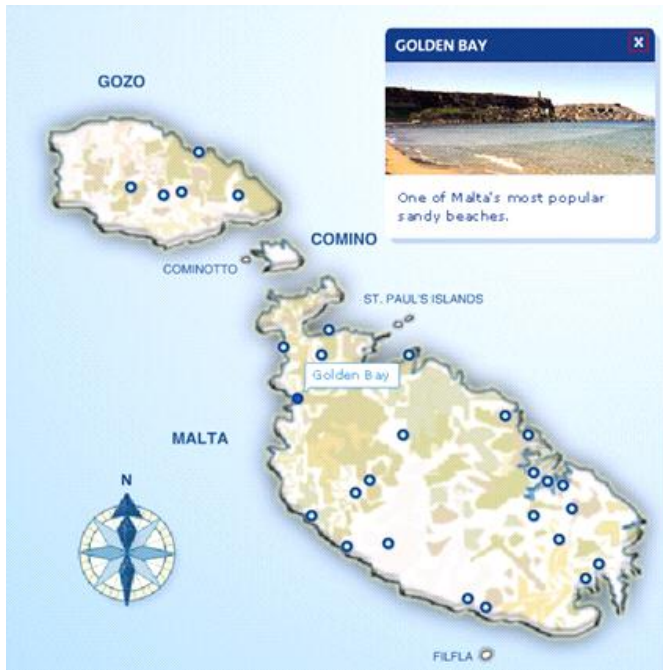 GOLDEN BAY
x
GOZO
One of Malta's most popular
sandy beaches.
COMINO
COMINOTTO
ST. PAUL'S ISLANDS
Golden Bay
MALTA
N
FILFLA